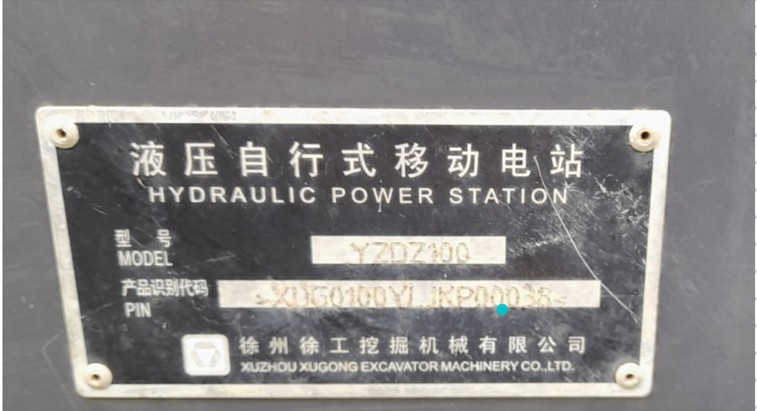 液压自行式移动电站
HYDRAULIC POWER STATION
型号 YZDZ100
MODEL
产品识别代码
PIN
徐州徐工挖掘机械有限公司
XUZHOU XUGONG EXCAVATOR MACHINERY CO.,LTD.